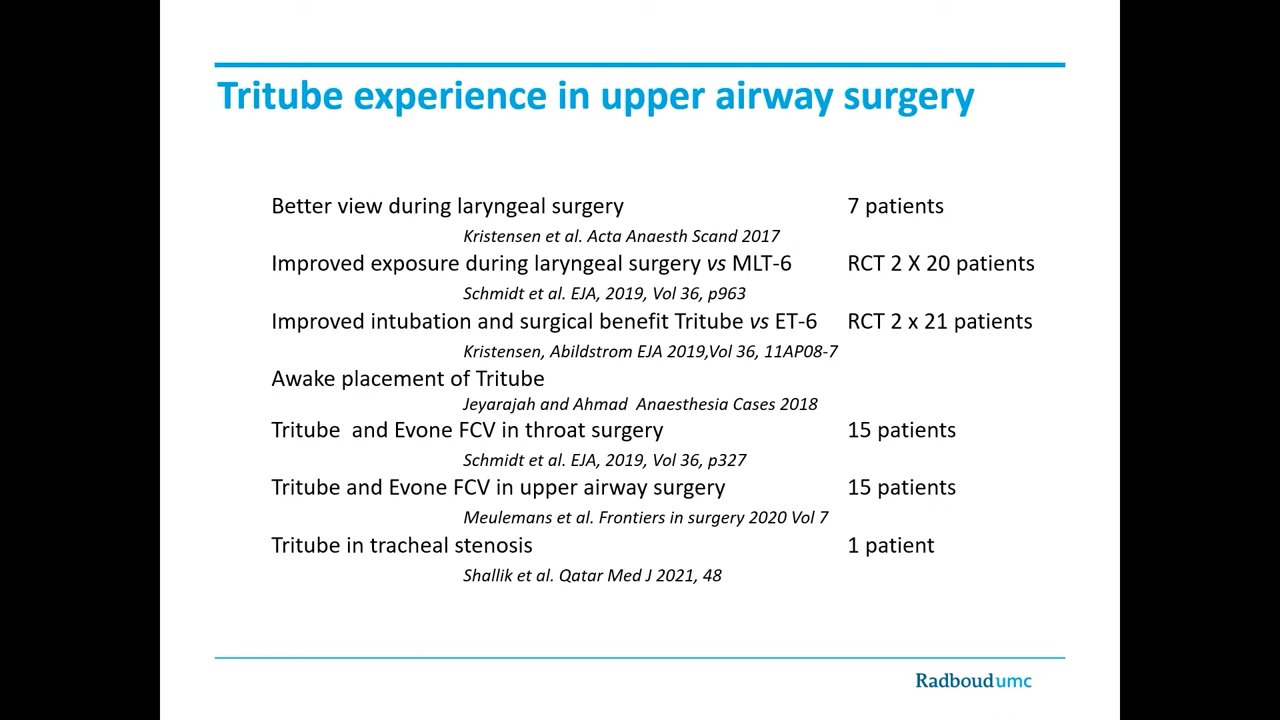 Tritube experience in upper airway surgery
Better view during laryngeal surgery 7 patients
Kristensen et al. Acta Anaesth Scand 2017
Improved exposure during laryngeal surgery vs MLT-6 RCT 2 X 20 patients
Schmidt et al. EJA, 2019, Vol 36, p963
Improved intubation and surgical benefit Tritube vs ET-6 RCT 2 x 21 patients
Kristensen, Abildstrom EJA 2019,Vol 36, 11AP08-7
Awake placement of Tritube
Jeyarajah and Ahmad Anaesthesia Cases 2018
Tritube and Evone FCV in throat surgery 15 patients
Schmidt et al. EJA, 2019, Vol 36, p327
Tritube and Evone FCV in upper airway surgery 15 patients
Meulemans et al. Frontiers in surgery 2020 Vol 7
Tritube in tracheal stenosis 1 patient
Shallik et al. Qatar Med J 2021, 48
Radboudumc